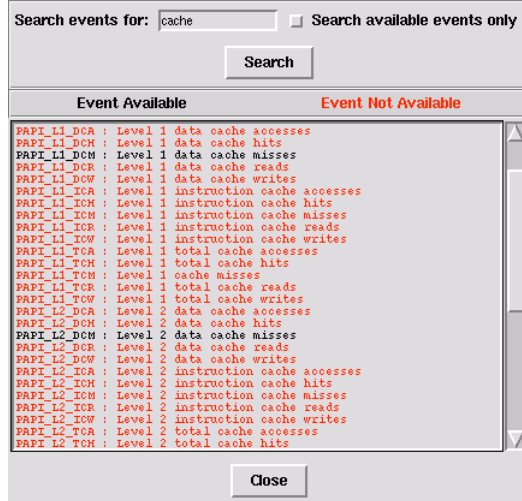 Search events for: cache Search available events only
Search
Event Available Event Not Available
PAPI_L1_DCA : Level 1 data cache accesses
PAPI_L1_DCH : Level 1 data cache hits
PAPI_L1_DCM : Level 1 data cache misses
PAPI_L1_DCR : Level 1 data cache reads
PAPI_L1_DCW : Level 1 data cache writes
PAPI_L1_ICA : Level 1 instruction cache accesses
PAPI_L1_ICH : Level 1 instruction cache hits
PAPI_L1_ICM : Level 1 instruction cache misses
PAPI_L1_ICR : Level 1 instruction cache reads
PAPI_L1_ICW : Level 1 instruction cache writes
PAPI_L1_TCA : Level 1 total cache accesses
PAPI_L1_TCH : Level 1 total cache hits
PAPI_L1_TCM : Level 1 cache misses
PAPI_L1_TCR : Level 1 total cache reads
PAPI_L1_TCW : Level 1 total cache writes
PAPI_L2_DCA : Level 2 data cache accesses
PAPI_L2_DCH : Level 2 data cache hits
PAPI_L2_DCM : Level 2 data cache misses
PAPI_L2_DCR : Level 2 data cache reads
PAPI_L2_DCW : Level 2 data cache writes
PAPI_L2_ICA : Level 2 instruction cache accesses
PAPI_L2_ICH : Level 2 instruction cache hits
PAPI_L2_ICM : Level 2 instruction cache misses
PAPI_L2_ICR : Level 2 instruction cache reads
PAPI_L2_ICW : Level 2 instruction cache writes
PAPI_L2_TCA : Level 2 total cache accesses
PAPI_L2_TCH : Level 2 total cache hits
Close